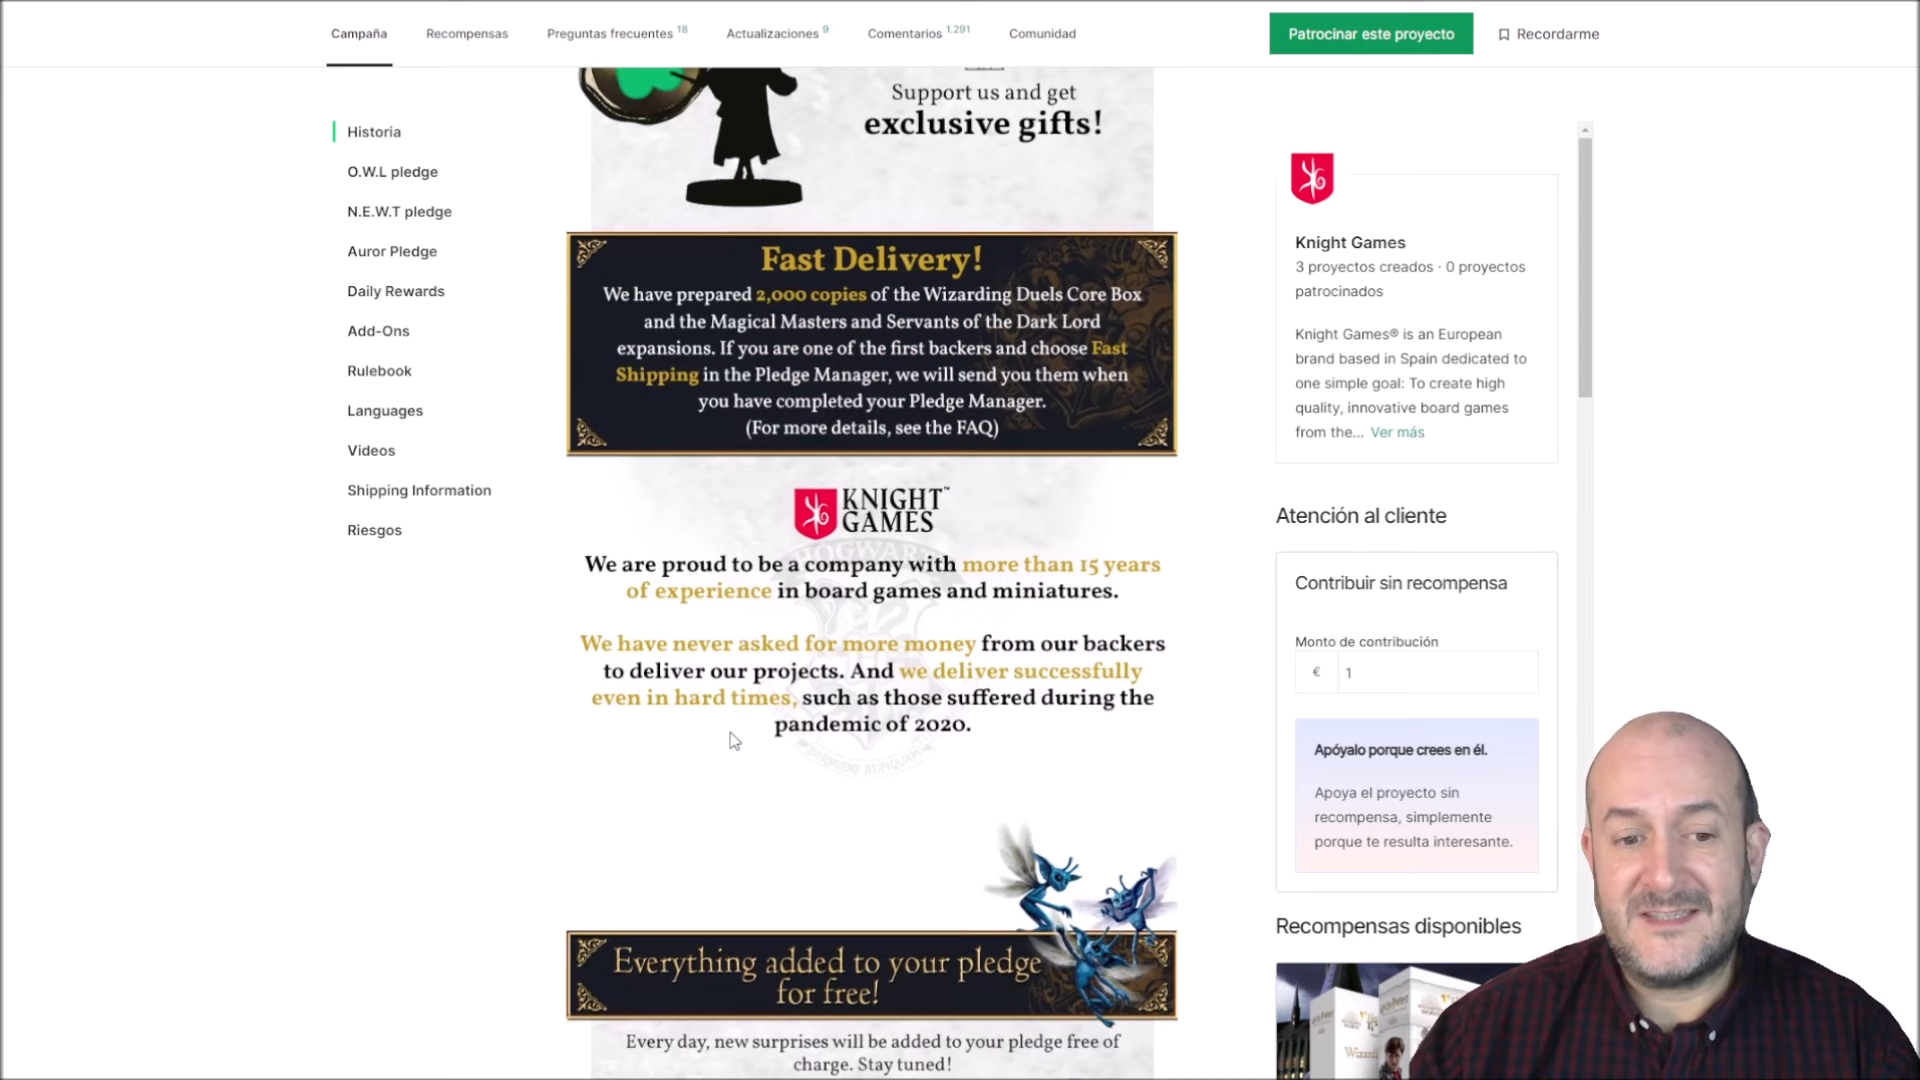 Campaña
Recompensas
Preguntas frecuentes 18
Actualizaciones 9
Comentarios 1.291
Comunidad
Patrocinar este proyecto
Recordarme
Historia
O.W.L pledge
N.E.W.T pledge
Auror Pledge
Daily Rewards
Add-Ons
Rulebook
Languages
Videos
Shipping Information
Riesgos
Support us and get
exclusive gifts!
Fast Delivery!
We have prepared 2,000 copies of the Wizarding Duels Core Box
and the Magical Masters and Servants of the Dark Lord
expansions. If you are one of the first backers and choose Fast
Shipping in the Pledge Manager, we will send you them when
you have completed your Pledge Manager.
(For more details, see the FAQ)
KNIGHT™
GAMES
We are proud to be a company with more than 15 years
of experience in board games and miniatures.
We have never asked for more money from our backers
to deliver our projects. And we deliver successfully
even in hard times, such as those suffered during the
pandemic of 2020.
Everything added to your pledge
for free!
Every day, new surprises will be added to your pledge free of
charge. Stay tuned!
Knight Games
3 proyectos creados · 0 proyectos
patrocinados
Knight Games® is an European
brand based in Spain dedicated to
one simple goal: To create high
quality, innovative board games
from the... Ver más
Atención al cliente
Contribuir sin recompensa
Monto de contribución
€ 1
Apóyalo porque crees en él.
Apoya el proyecto sin
recompensa, simplemente
porque te resulta interesante.
Recompensas disponibles